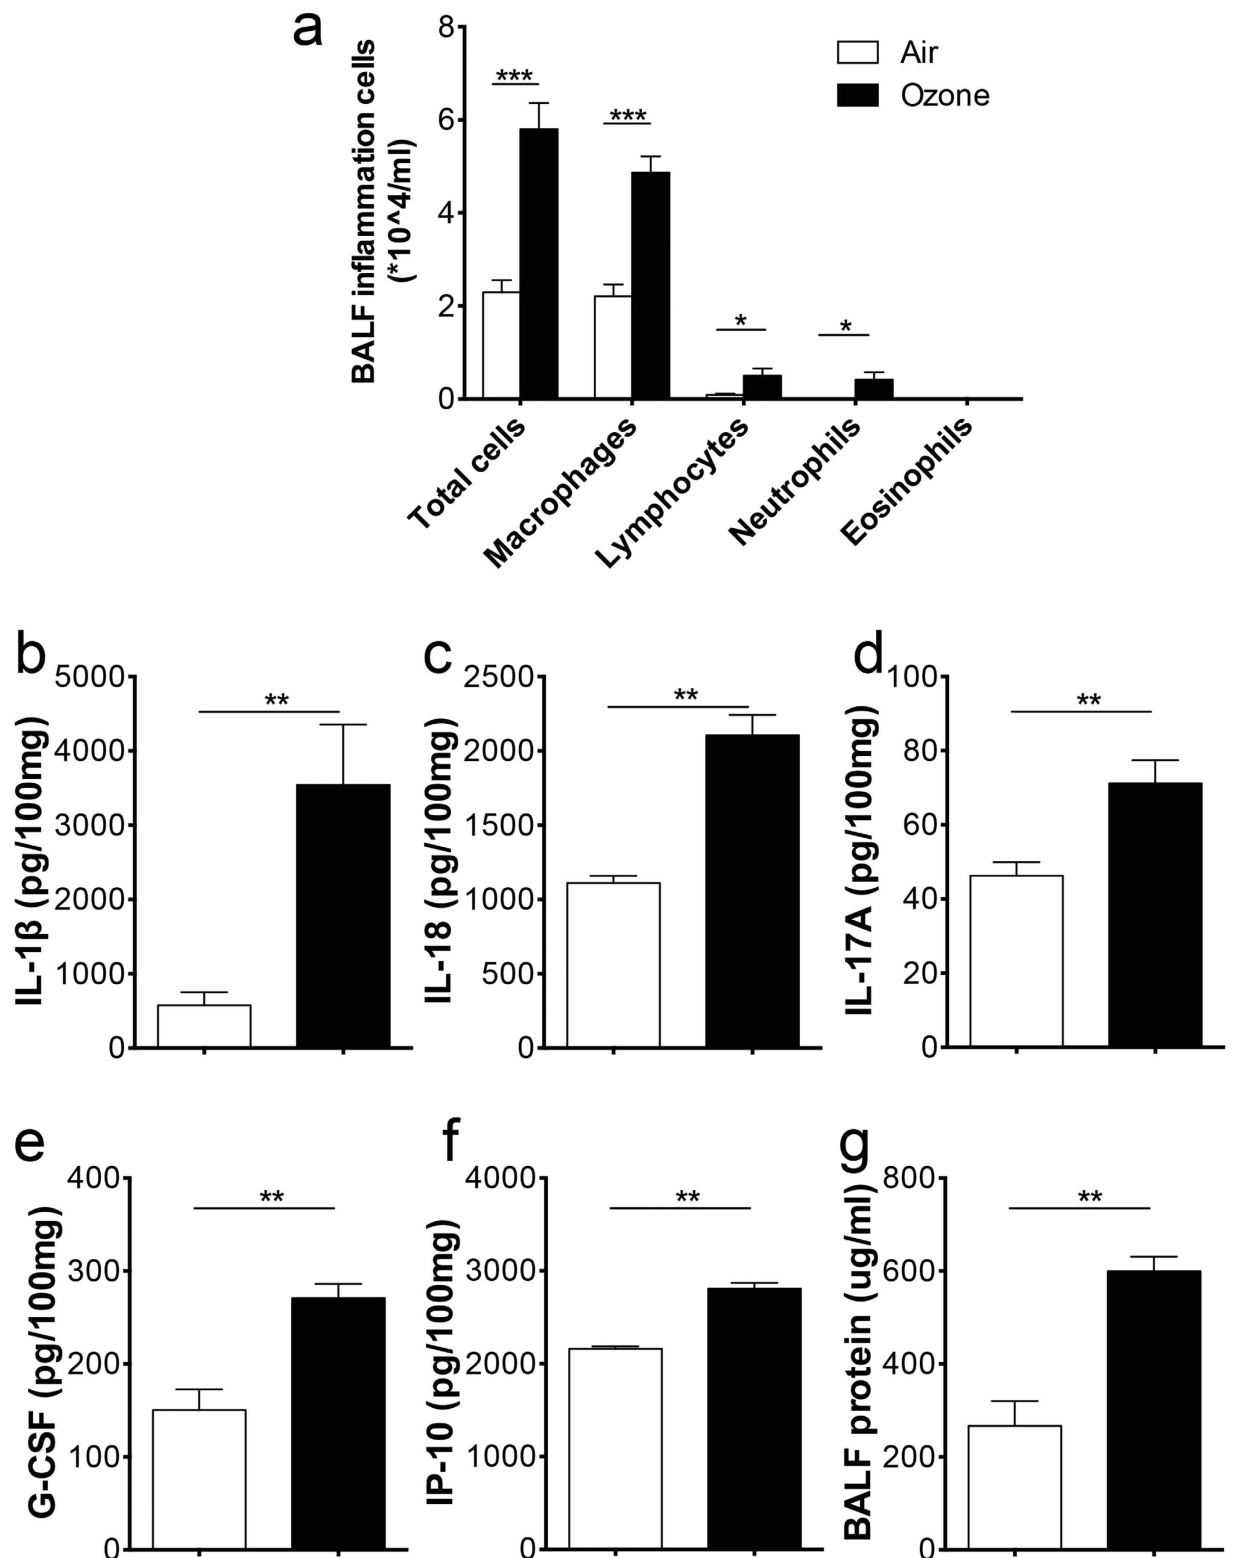 a
BALF inflammation cells
(*10^4/ml)
8
6
4
2
0
***
***
*
*
Air
Ozone
Total cells
Macrophages
Lymphocytes
Neutrophils
Eosinophils
b
IL-1β (pg/100mg)
5000
4000
3000
2000
1000
0
**
c
IL-18 (pg/100mg)
2500
2000
1500
1000
500
0
**
d
IL-17A (pg/100mg)
100
80
60
40
20
0
**
e
G-CSF (pg/100mg)
400
300
200
100
0
**
f
IP-10 (pg/100mg)
4000
3000
2000
1000
0
**
g
BALF protein (ug/ml)
800
600
400
200
0
**